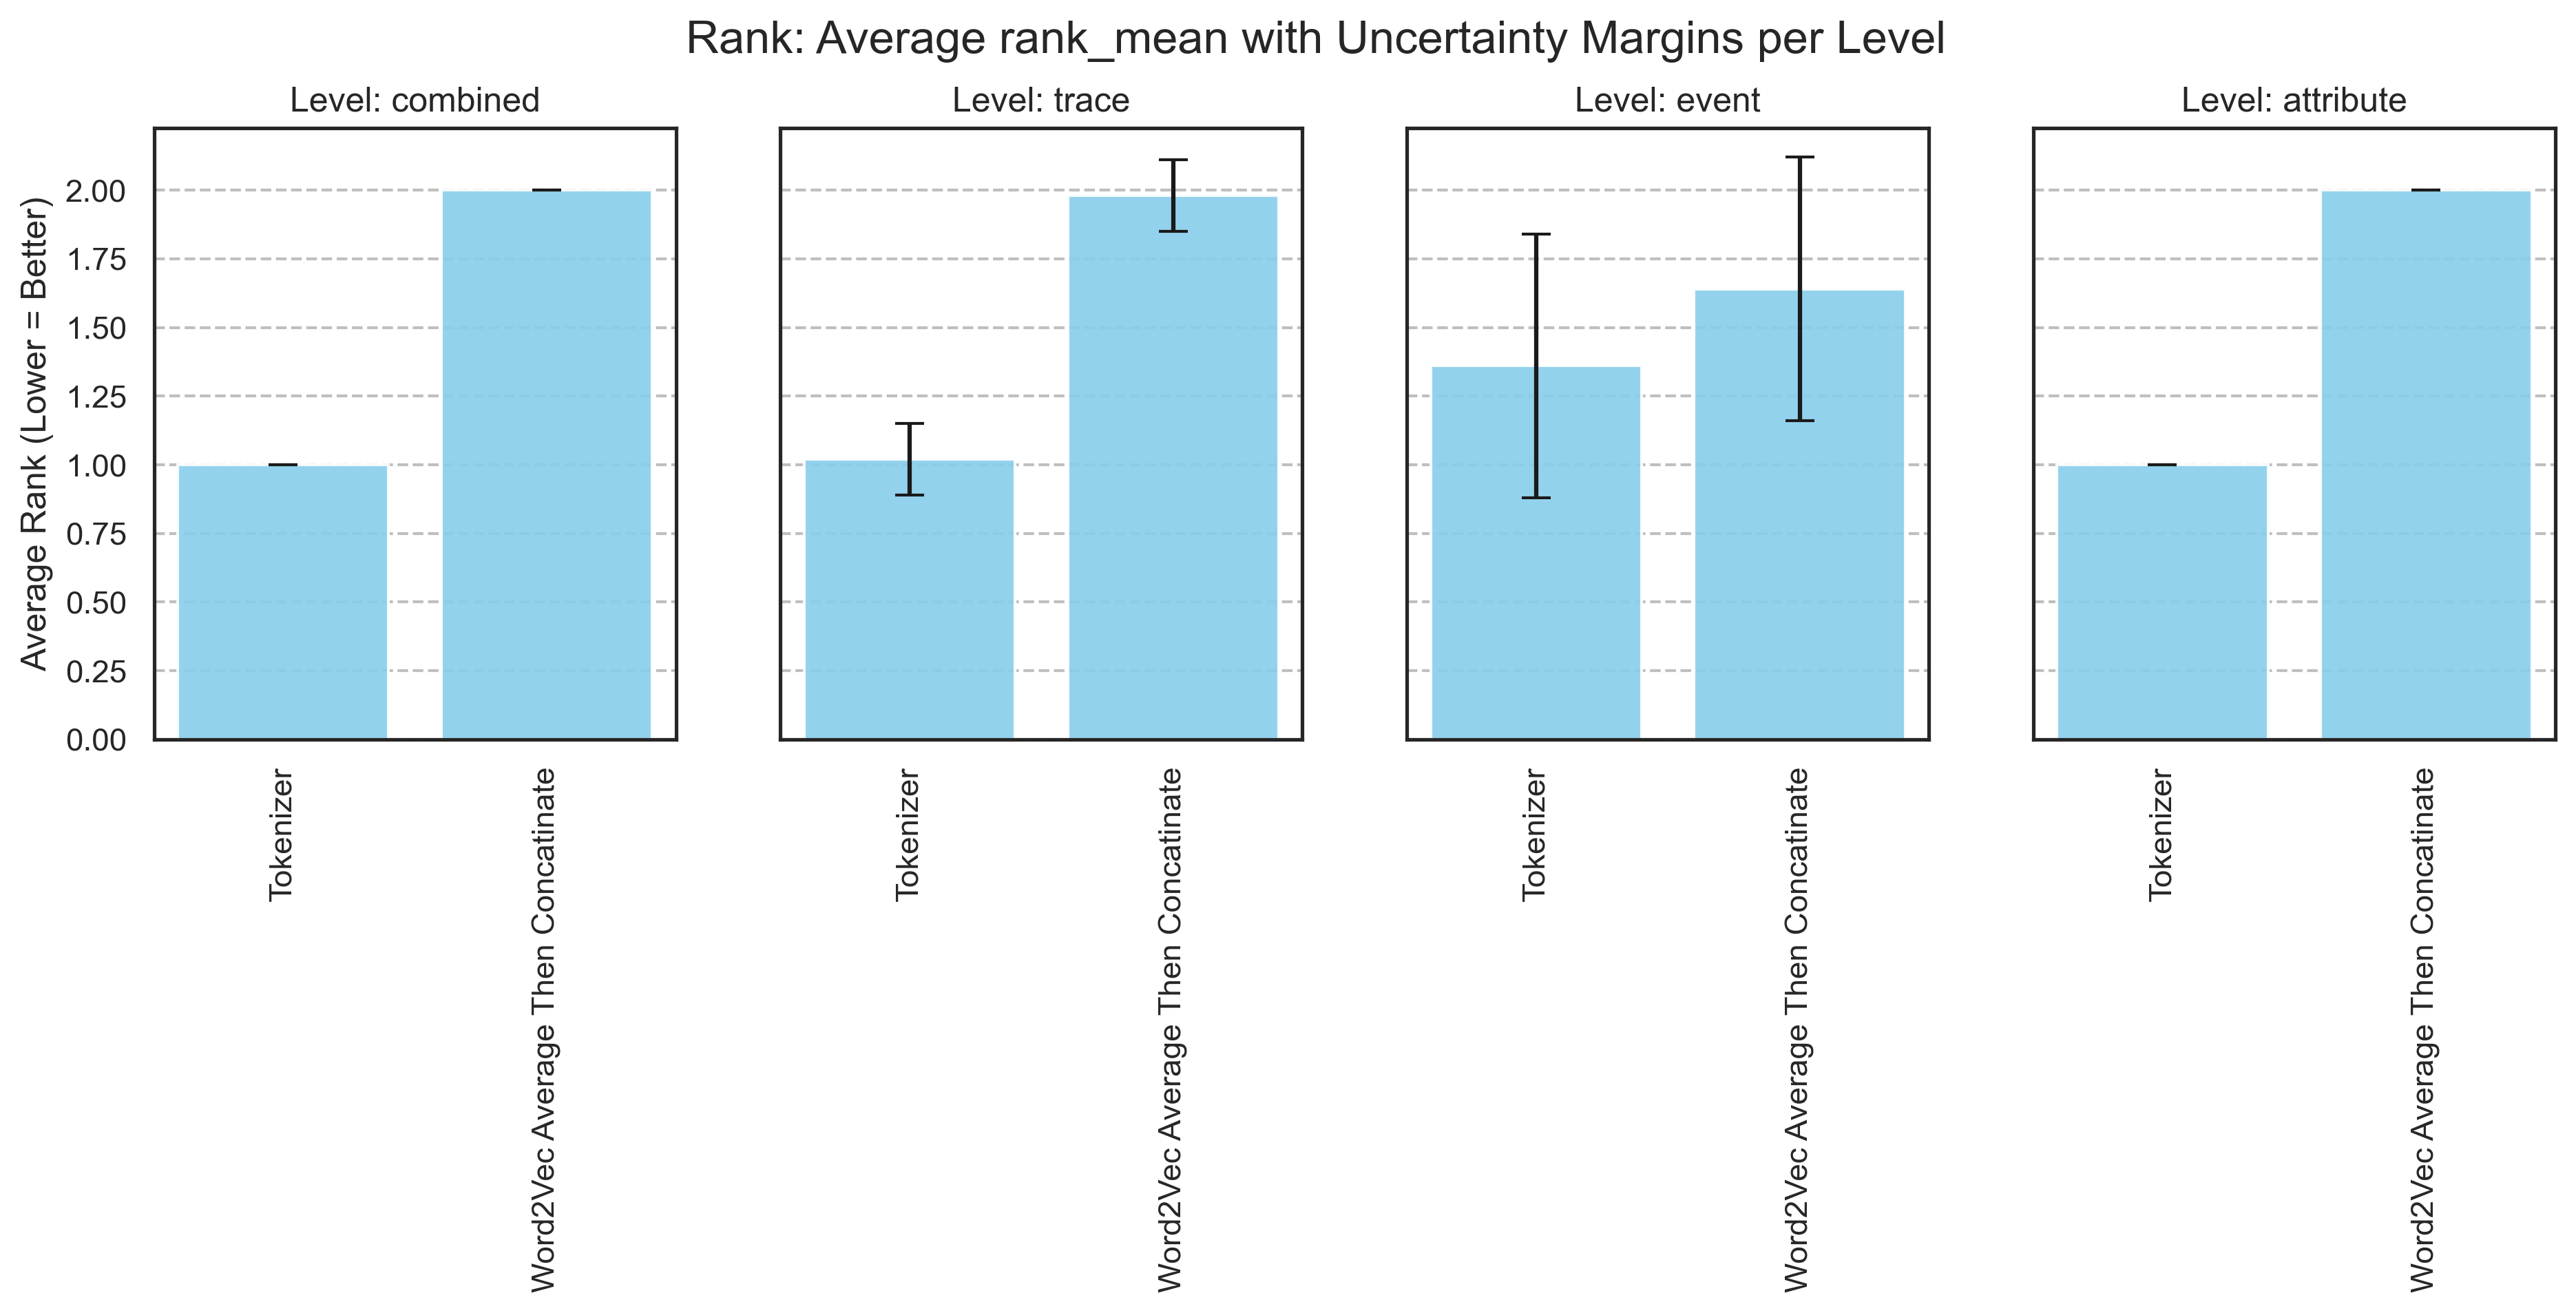 Rank: Average rank_mean with Uncertainty Margins per Level
Level: combined
Level: trace
Level: event
Level: attribute
Average Rank (Lower = Better)
2.00
1.75
1.50
1.25
1.00
0.75
0.50
0.25
0.00
Tokenizer
Word2Vec Average Then Concatinate
Tokenizer
Word2Vec Average Then Concatinate
Tokenizer
Word2Vec Average Then Concatinate
Tokenizer
Word2Vec Average Then Concatinate